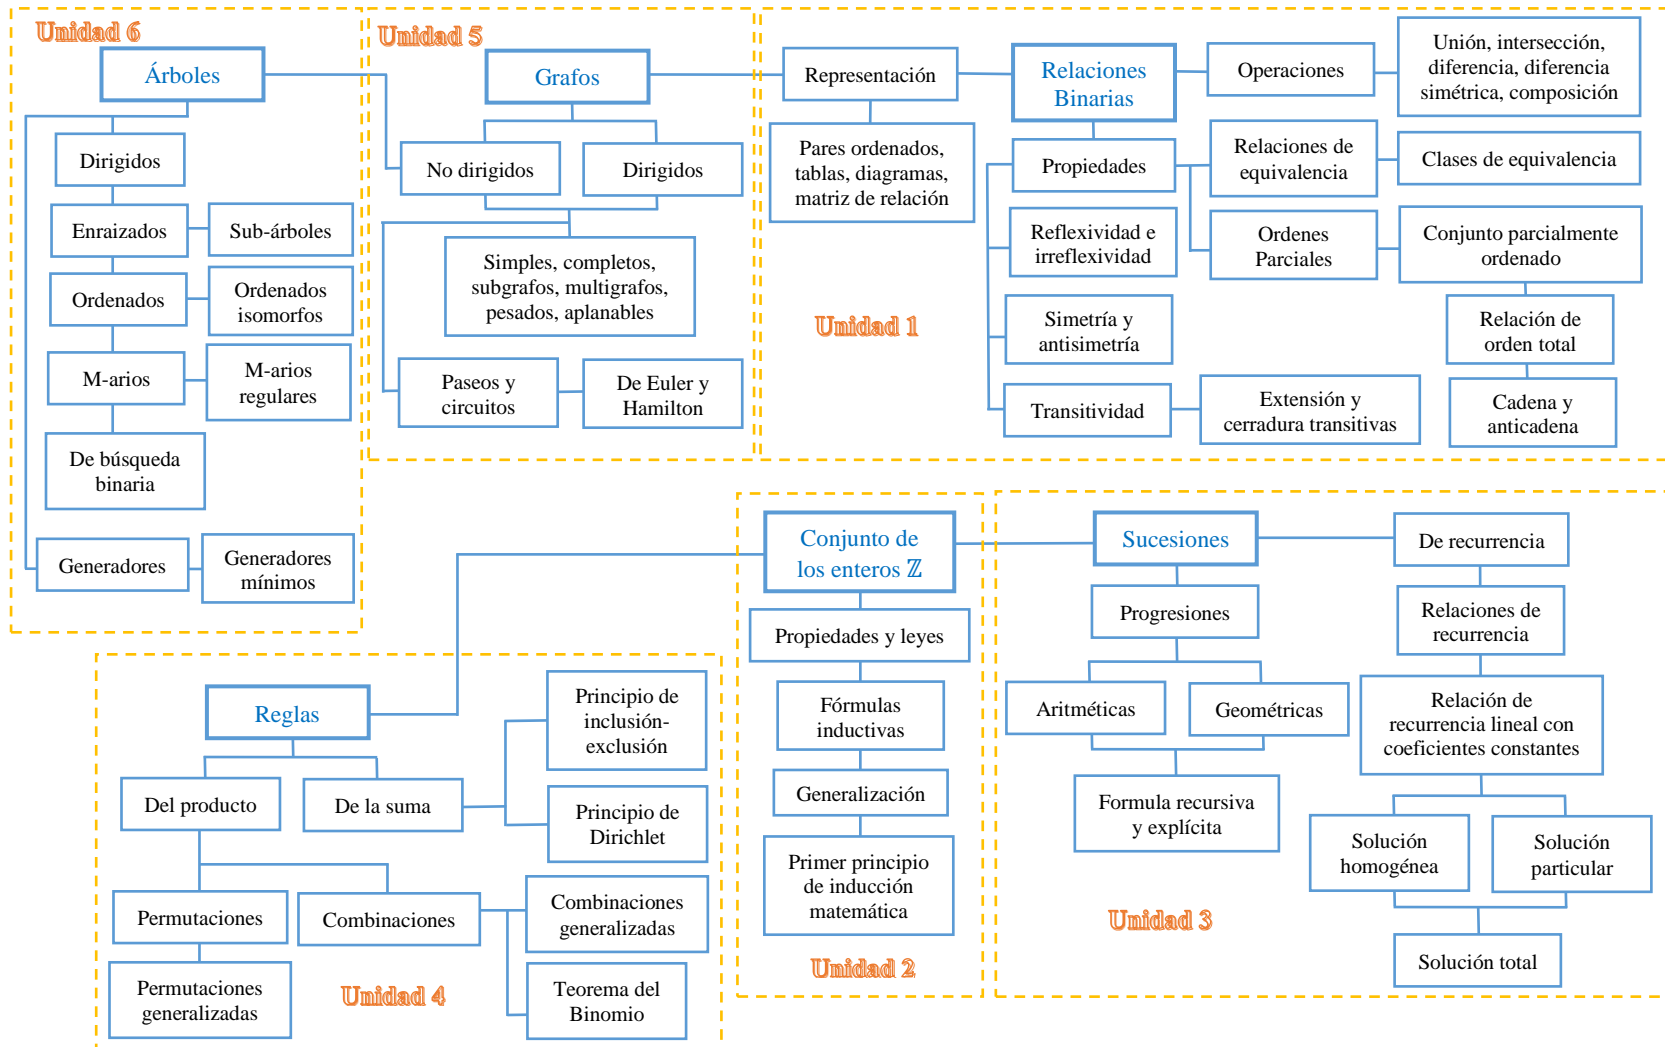 Unidad 6
Árboles
Dirigidos
Enraizados
Sub-árboles
Ordenados
Ordenados
isomorfos
M-arios
M-arios
regulares
De búsqueda
binaria
Generadores
Generadores
mínimos
Unidad 5
Grafos
No dirigidos
Dirigidos
Simples, completos,
subgrafos, multigrafos,
pesados, aplanables
Paseos y
circuitos
De Euler y
Hamilton
Representación
Pares ordenados,
tablas, diagramas,
matriz de relación
Relaciones
Binarias
Operaciones
Unión, intersección,
diferencia, diferencia
simétrica, composición
Propiedades
Relaciones de
equivalencia
Clases de equivalencia
Reflexividad e
irreflexividad
Ordenes
Parciales
Conjunto parcialmente
ordenado
Unidad 1
Simetría y
antisimetría
Relación de
orden total
Transitividad
Extensión y
cerradura transitivas
Cadena y
anticadena
Conjunto de
los enteros ℤ
Propiedades y leyes
Fórmulas
inductivas
Generalización
Primer principio
de inducción
matemática
Unidad 2
Sucesiones
De recurrencia
Progresiones
Relaciones de
recurrencia
Aritméticas
Geométricas
Relación de
recurrencia lineal con
coeficientes constantes
Formula recursiva
y explícita
Solución
homogénea
Solución
particular
Solución total
Unidad 3
Reglas
Principio de
inclusión-
exclusión
Del producto
De la suma
Principio de
Dirichlet
Permutaciones
Combinaciones
Combinaciones
generalizadas
Permutaciones
generalizadas
Teorema del
Binomio
Unidad 4